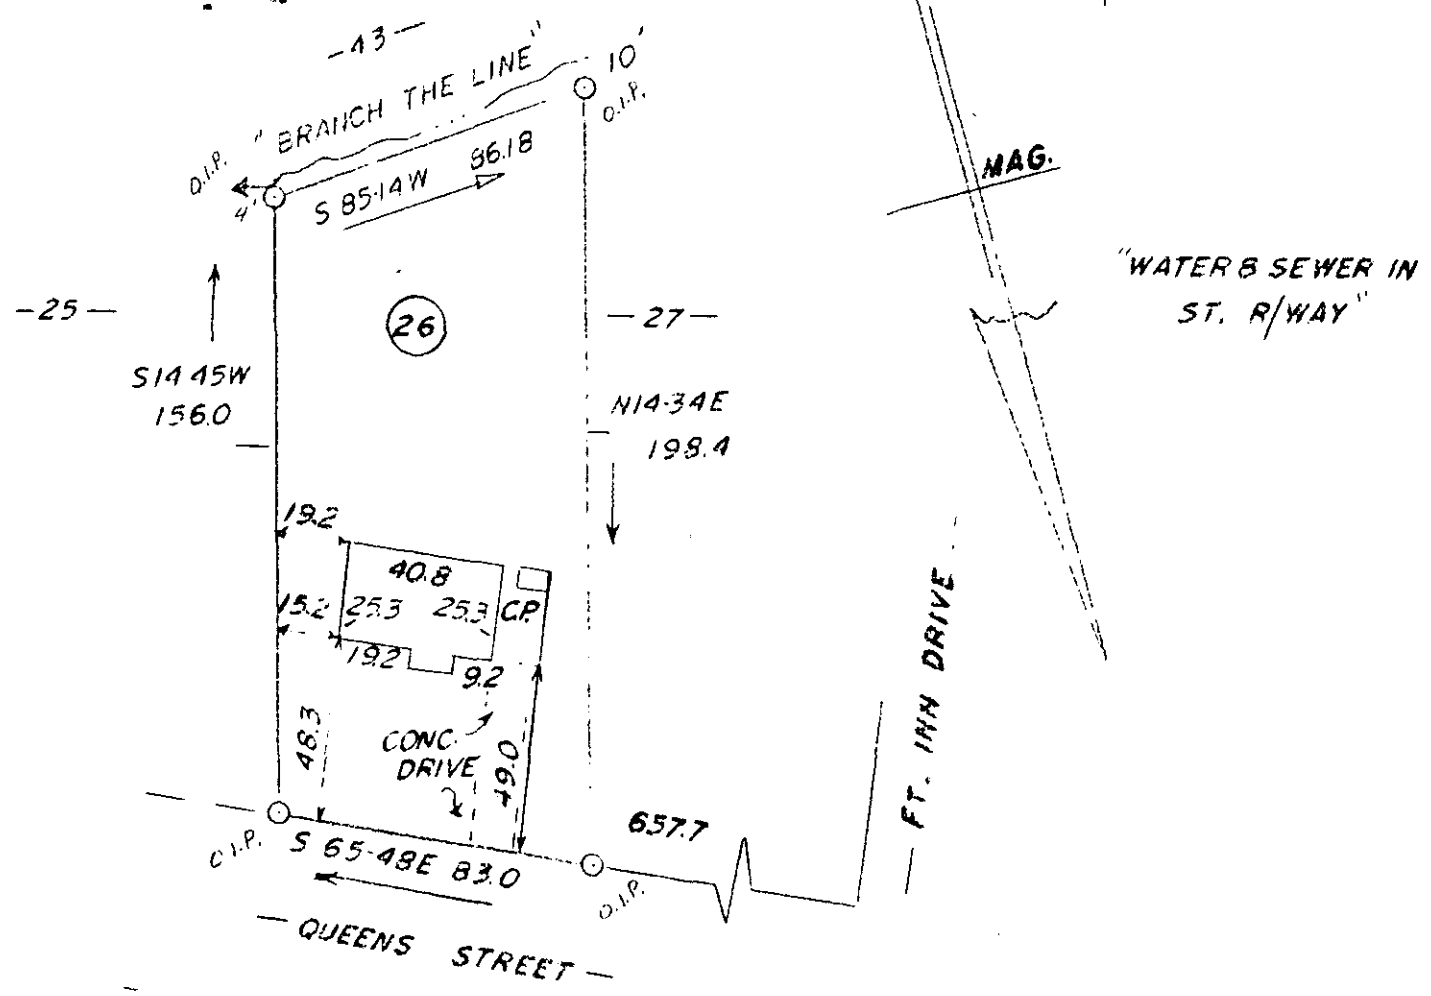 -43-
"BRANCH THE LINE"
10'
O.I.P.
O.I.P.
4'
S 85-14W 86.18
MAG.
"WATER & SEWER IN
ST. R/WAY"
-25-
26
-27-
S14 45W
156.0
N14-34E
198.4
19.2
40.8
15.2
25.3
25.3
C.P.
19.2
9.2
48.3
CONC.
DRIVE
49.0
FT. INN DRIVE
657.7
O.I.P.
S 65-48E 83.0
O.I.P.
QUEENS STREET